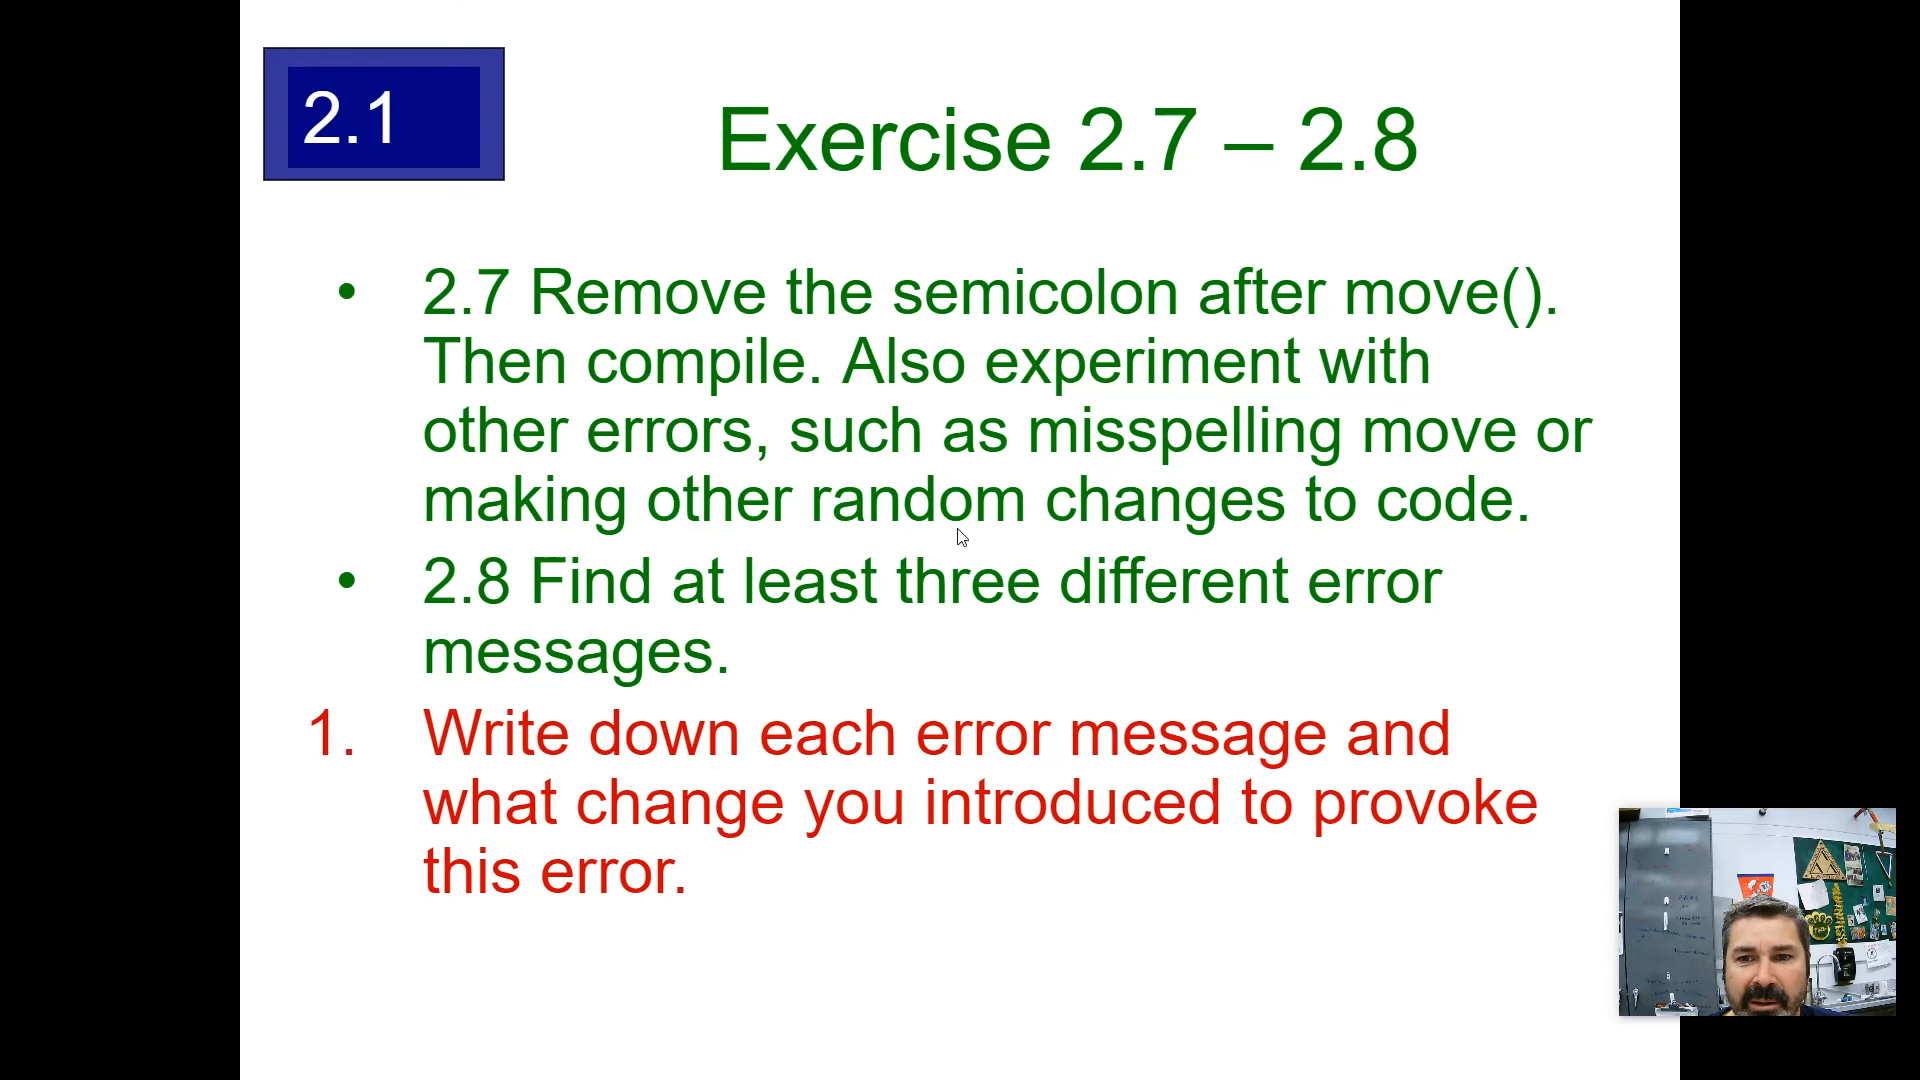 2.1
Exercise 2.7 – 2.8
• 2.7 Remove the semicolon after move().
Then compile. Also experiment with
other errors, such as misspelling move or
making other random changes to code.
• 2.8 Find at least three different error
messages.
1. Write down each error message and
what change you introduced to provoke
this error.